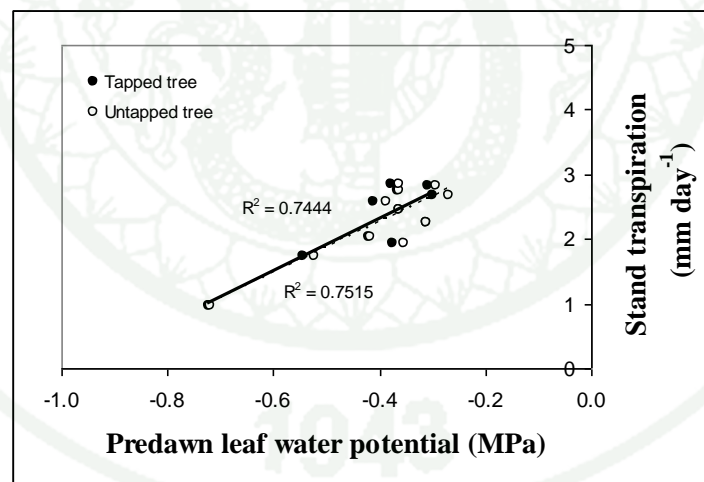 5
Tapped tree
Untapped tree
4
3
R² = 0.7444
2
R² = 0.7515
1
0
-1.0 -0.8 -0.6 -0.4 -0.2 0.0
Predawn leaf water potential (MPa)
Stand transpiration
(mm day⁻¹)
1943